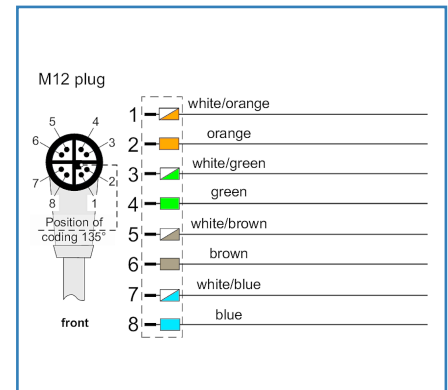 M12 plug
5 4
6 3
7 2
8 1
Position of
coding 135°
front
1 white/orange
2 orange
3 white/green
4 green
5 white/brown
6 brown
7 white/blue
8 blue